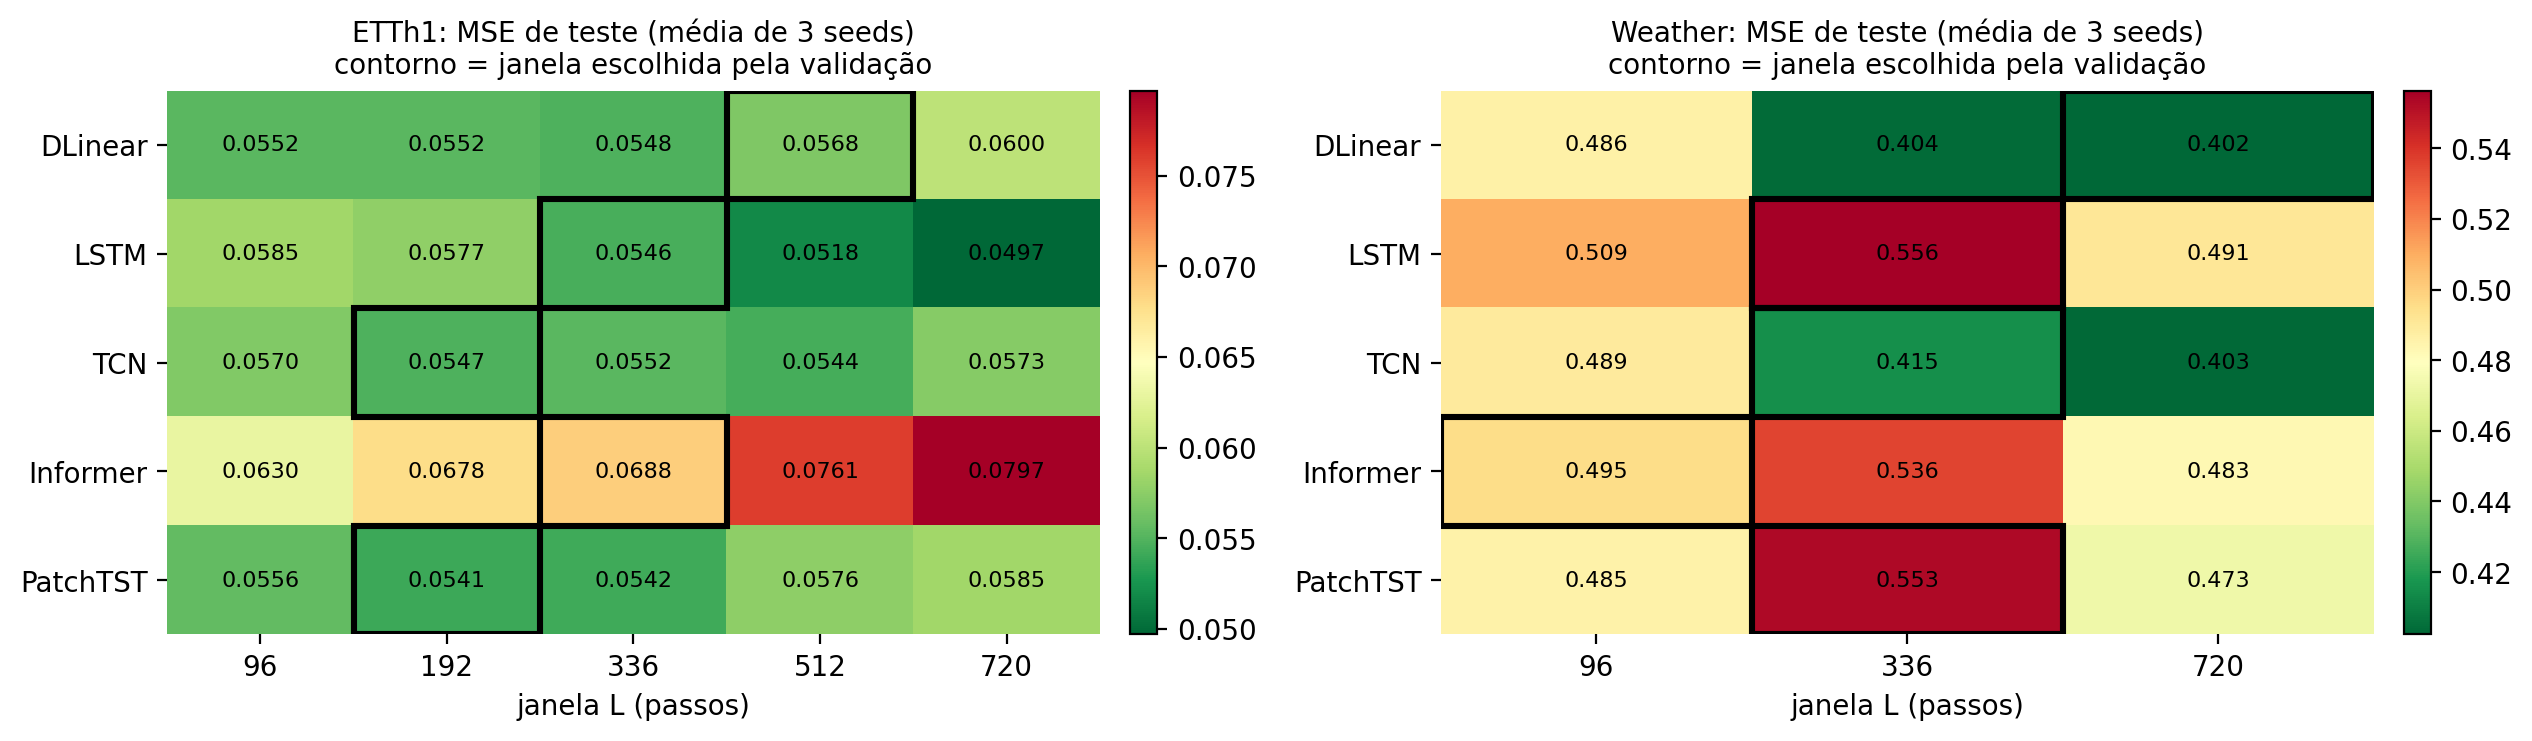 ETTh1: MSE de teste (média de 3 seeds)
contorno = janela escolhida pela validação
DLinear 0.0552 0.0552 0.0548 0.0568 0.0600
LSTM 0.0585 0.0577 0.0546 0.0518 0.0497
TCN 0.0570 0.0547 0.0552 0.0544 0.0573
Informer 0.0630 0.0678 0.0688 0.0761 0.0797
PatchTST 0.0556 0.0541 0.0542 0.0576 0.0585
96 192 336 512 720
janela L (passos)
0.075
0.070
0.065
0.060
0.055
0.050
Weather: MSE de teste (média de 3 seeds)
contorno = janela escolhida pela validação
DLinear 0.486 0.404 0.402
LSTM 0.509 0.556 0.491
TCN 0.489 0.415 0.403
Informer 0.495 0.536 0.483
PatchTST 0.485 0.553 0.473
96 336 720
janela L (passos)
0.54
0.52
0.50
0.48
0.46
0.44
0.42